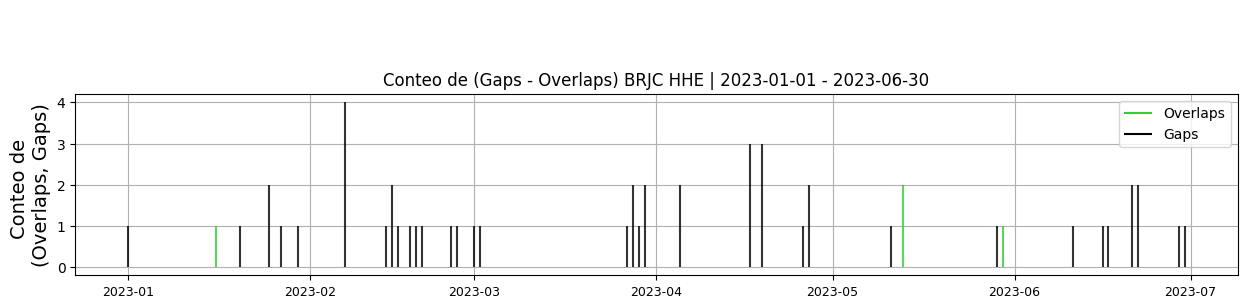 Conteo de (Gaps - Overlaps) BRJC HHE | 2023-01-01 - 2023-06-30
Conteo de
(Overlaps, Gaps)
4
3
2
1
0
Overlaps
Gaps
2023-01
2023-02
2023-03
2023-04
2023-05
2023-06
2023-07